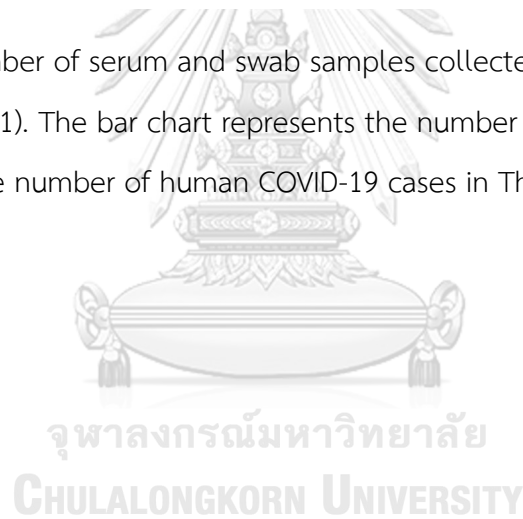 ber of serum and swab samples collecte
1). The bar chart represents the number
e number of human COVID-19 cases in Th
จุฬาลงกรณ์มหาวิทยาลัย
CHULALONGKORN UNIVERSITY